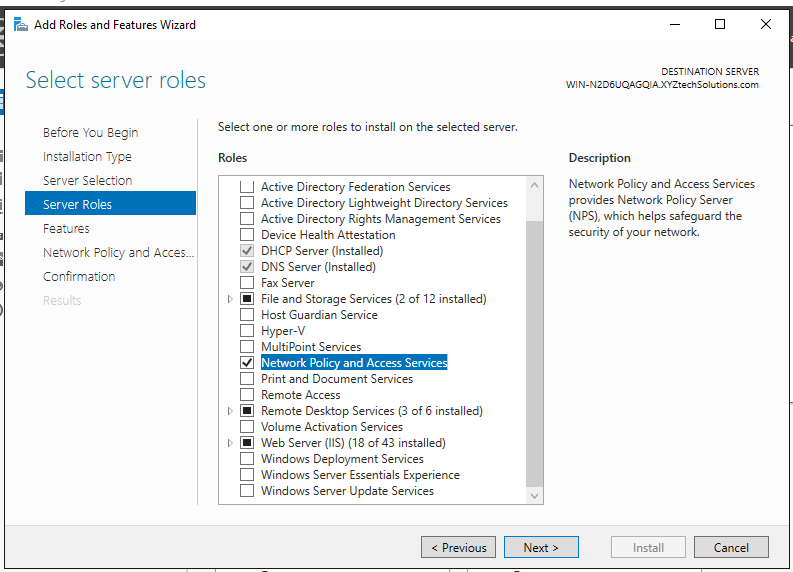 Add Roles and Features Wizard
Select server roles
DESTINATION SERVER
WIN-N2D6UQAGQIA.XYZtechSolutions.com
Before You Begin
Installation Type
Server Selection
Server Roles
Features
Network Policy and Acces...
Confirmation
Results
Select one or more roles to install on the selected server.
Roles
Active Directory Federation Services
Active Directory Lightweight Directory Services
Active Directory Rights Management Services
Device Health Attestation
DHCP Server (Installed)
DNS Server (Installed)
Fax Server
File and Storage Services (2 of 12 installed)
Host Guardian Service
Hyper-V
MultiPoint Services
Network Policy and Access Services
Print and Document Services
Remote Access
Remote Desktop Services (3 of 6 installed)
Volume Activation Services
Web Server (IIS) (18 of 43 installed)
Windows Deployment Services
Windows Server Essentials Experience
Windows Server Update Services
Description
Network Policy and Access Services
provides Network Policy Server
(NPS), which helps safeguard the
security of your network.
< Previous
Next >
Install
Cancel